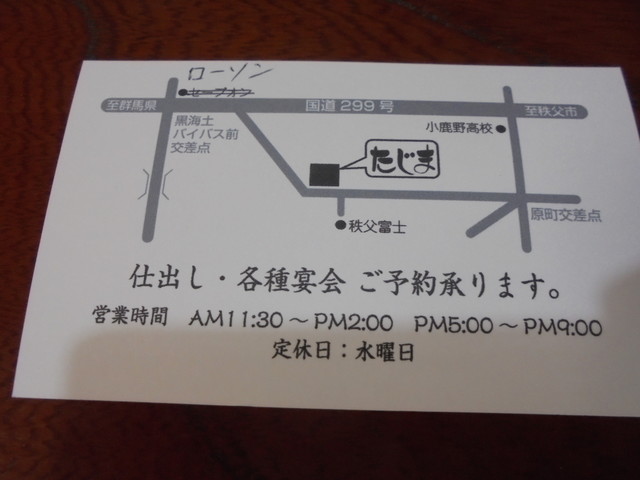 ローソン
セーブオン
至群馬県
国道299号
至秩父市
黒海土
バイパス前
交差点
小鹿野高校
たじま
原町交差点
秩父富士
仕出し・各種宴会 ご予約承ります。
営業時間 AM11:30～PM2:00 PM5:00～PM9:00
定休日：水曜日